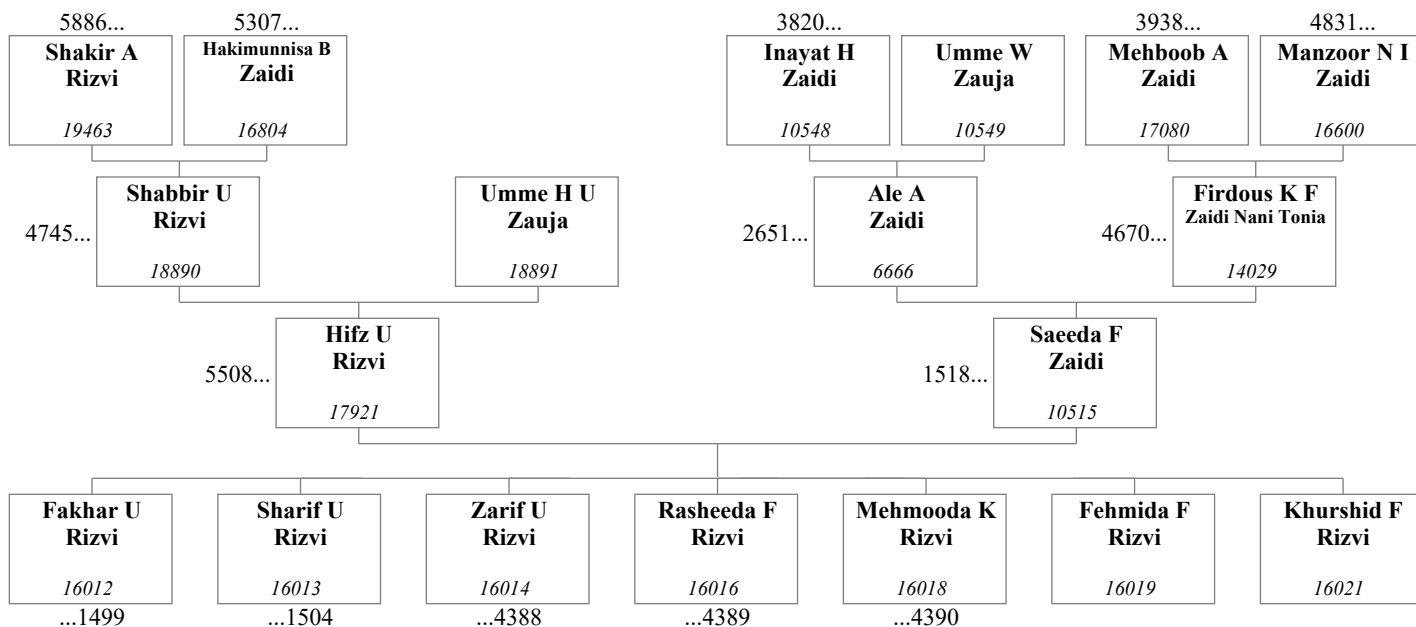 5886... 5307... 3820... 3938... 4831...
Shakir A
Rizvi
19463
Hakimunnisa B
Zaidi
16804
Inayat H
Zaidi
10548
Umme W
Zauja
10549
Mehboob A
Zaidi
17080
Manzoor N I
Zaidi
16600
4745...
Shabbir U
Rizvi
18890
Umme H U
Zauja
18891
2651...
Ale A
Zaidi
6666
4670...
Firdous K F
Zaidi Nani Tonia
14029
5508...
Hifz U
Rizvi
17921
1518...
Saeeda F
Zaidi
10515
Fakhar U
Rizvi
16012
Sharif U
Rizvi
16013
Zarif U
Rizvi
16014
Rasheeda F
Rizvi
16016
Mehmooda K
Rizvi
16018
Fehmida F
Rizvi
16019
Khurshid F
Rizvi
16021
...1499 ...1504 ...4388 ...4389 ...4390